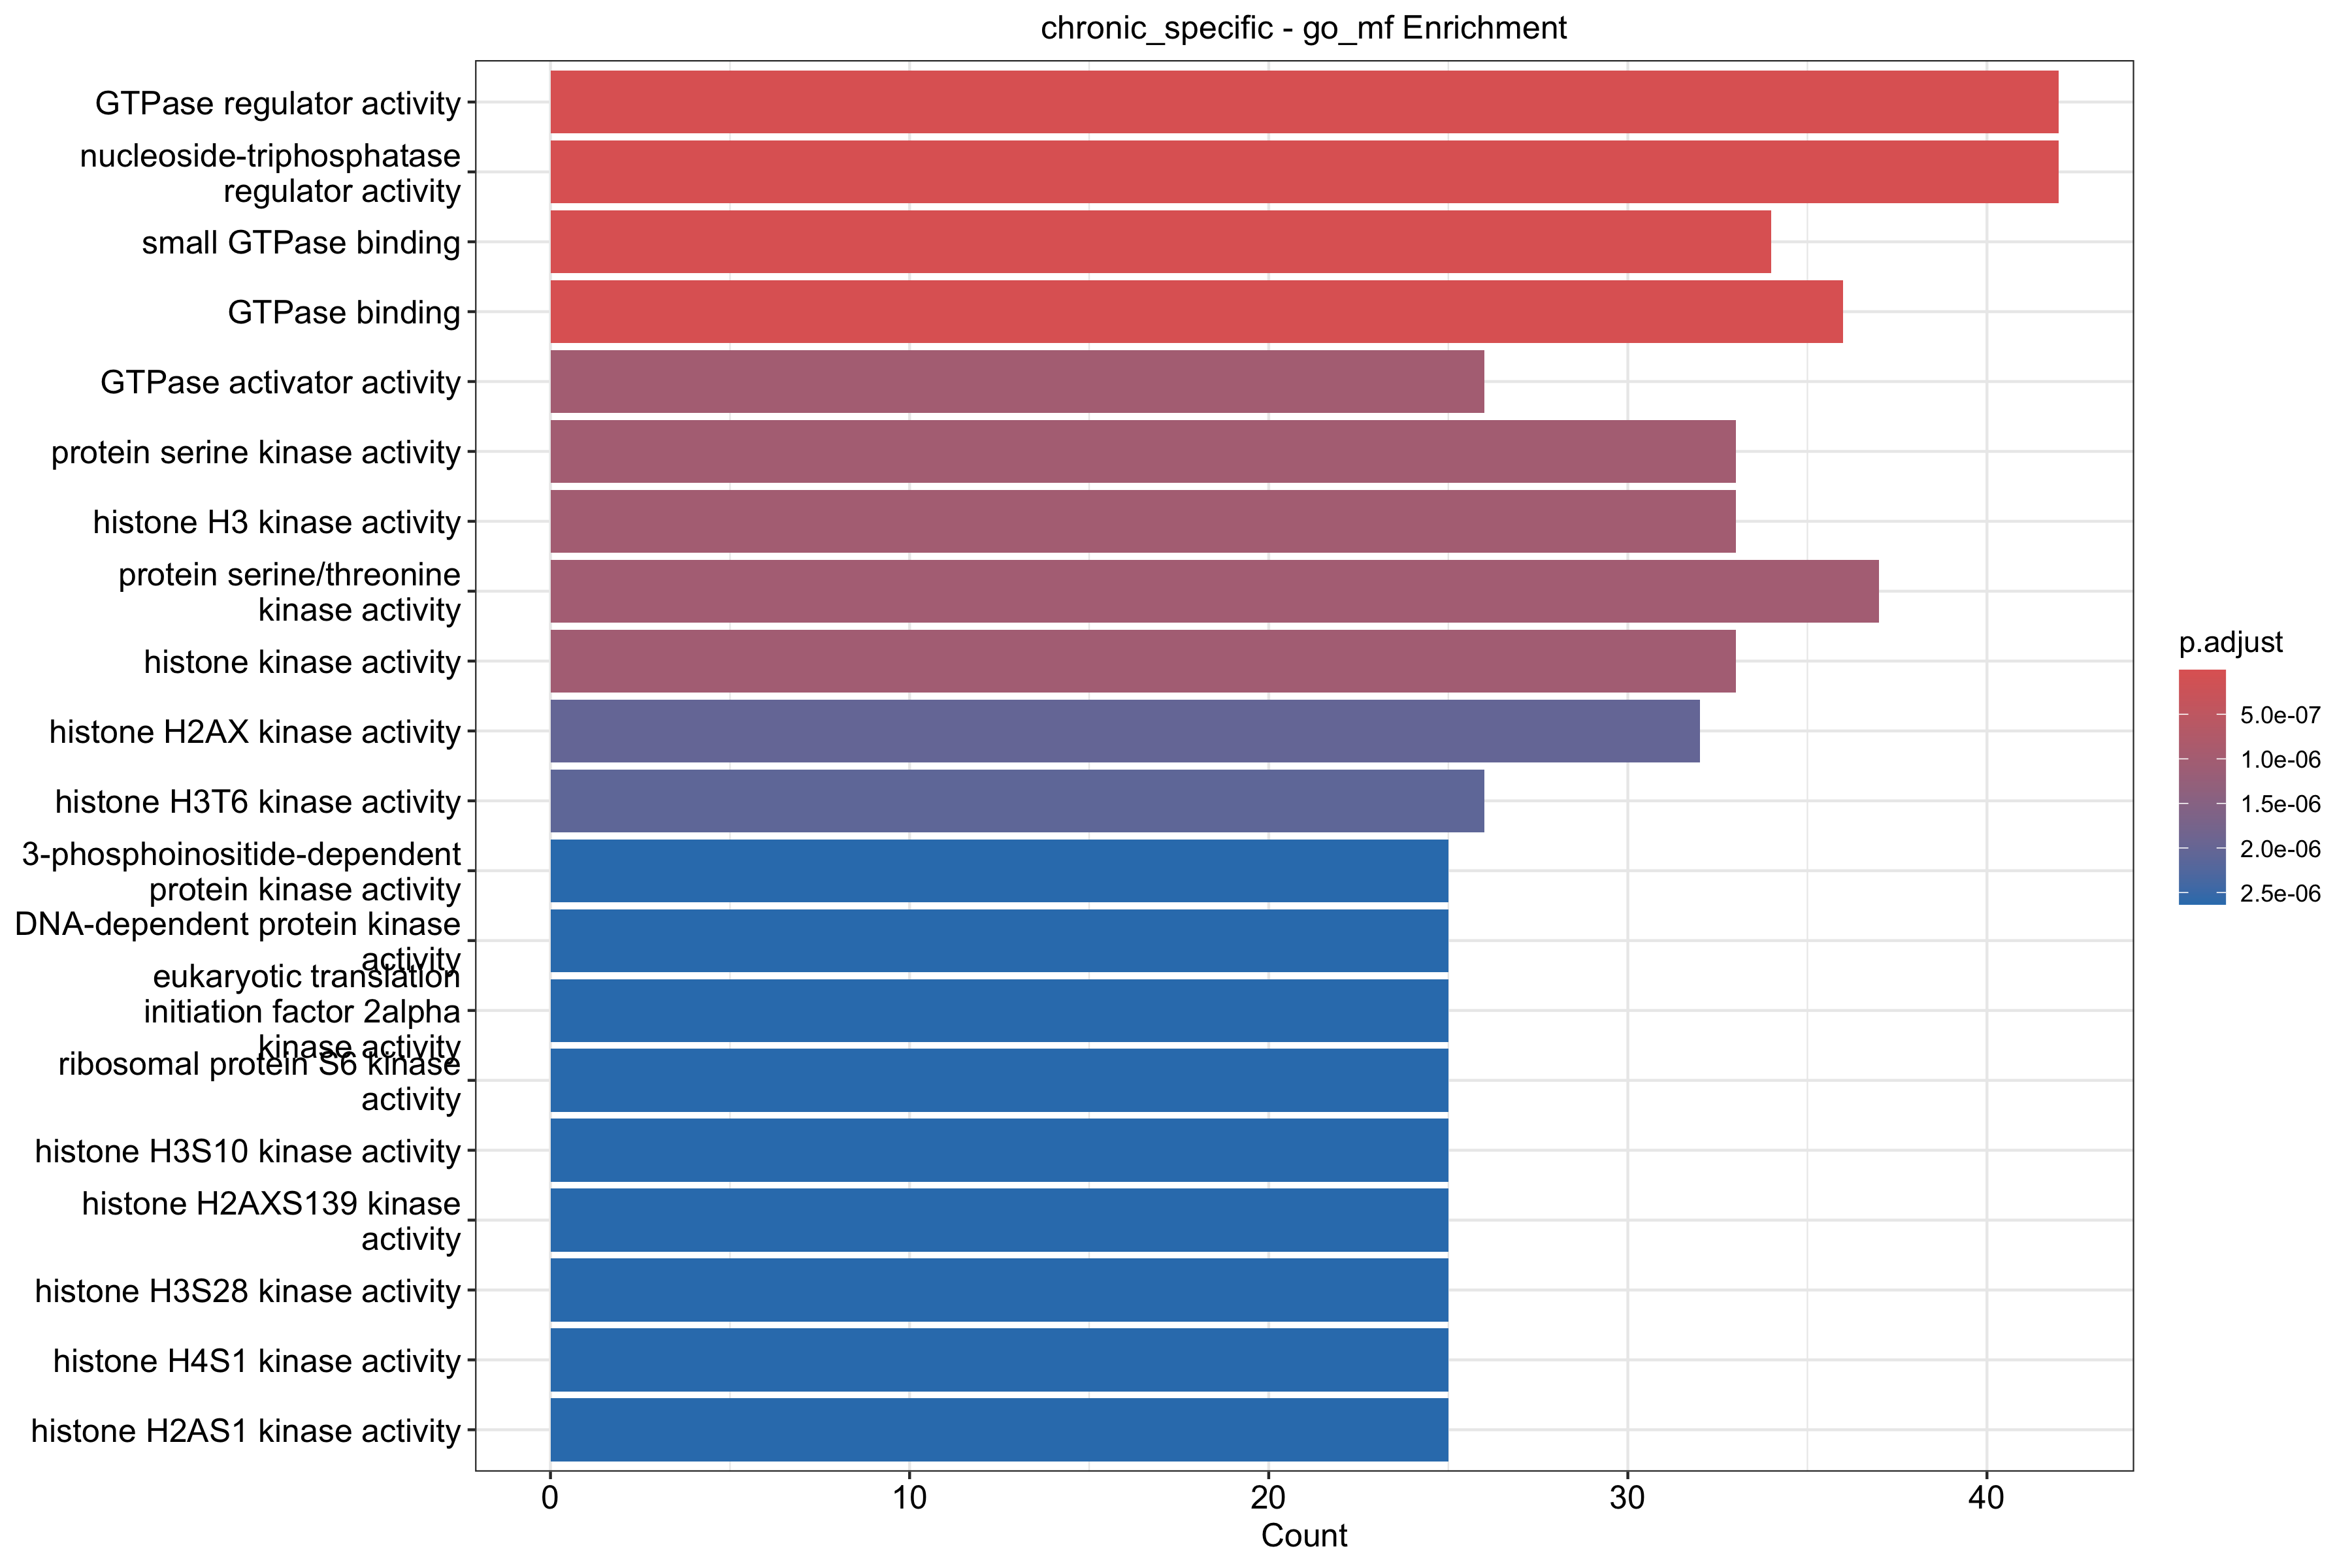 chronic_specific - go_mf Enrichment
GTPase regulator activity
nucleoside-triphosphatase
regulator activity
small GTPase binding
GTPase binding
GTPase activator activity
protein serine kinase activity
histone H3 kinase activity
protein serine/threonine
kinase activity
histone kinase activity
histone H2AX kinase activity
histone H3T6 kinase activity
3-phosphoinositide-dependent
protein kinase activity
DNA-dependent protein kinase
activity
eukaryotic translation
initiation factor 2alpha
kinase activity
ribosomal protein S6 kinase
activity
histone H3S10 kinase activity
histone H2AXS139 kinase
activity
histone H3S28 kinase activity
histone H4S1 kinase activity
histone H2AS1 kinase activity
0 10 20 30 40
Count
p.adjust
5.0e-07
1.0e-06
1.5e-06
2.0e-06
2.5e-06